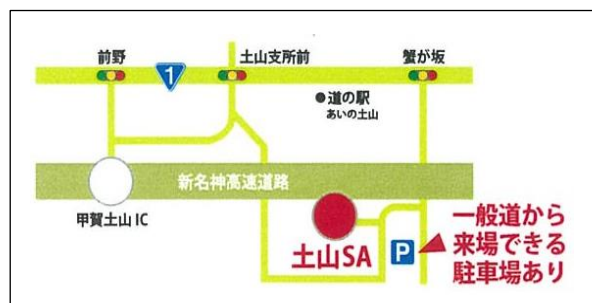 前野
1
土山支所前
蟹が坂
●道の駅
あいの土山
新名神高速道路
甲賀土山IC
土山SA
P
一般道から
来場できる
駐車場あり